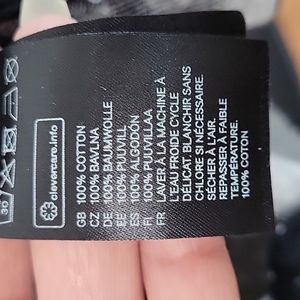 30
clevercare.info
GB 100% COTTON
CZ 100% BAVLNA
DE 100% BAUMWOLLE
EE 100% PUUVILL
ES 100% ALGODÓN
FI 100% PUUVILLAA
FR LAVER À LA MACHINE À
L'EAU FROIDE CYCLE
DÉLICAT. BLANCHIR SANS
CHLORE SI NÉCESSAIRE.
SÉCHER À L'AIR.
REPASSER À FAIBLE
TEMPÉRATURE.
100% COTON